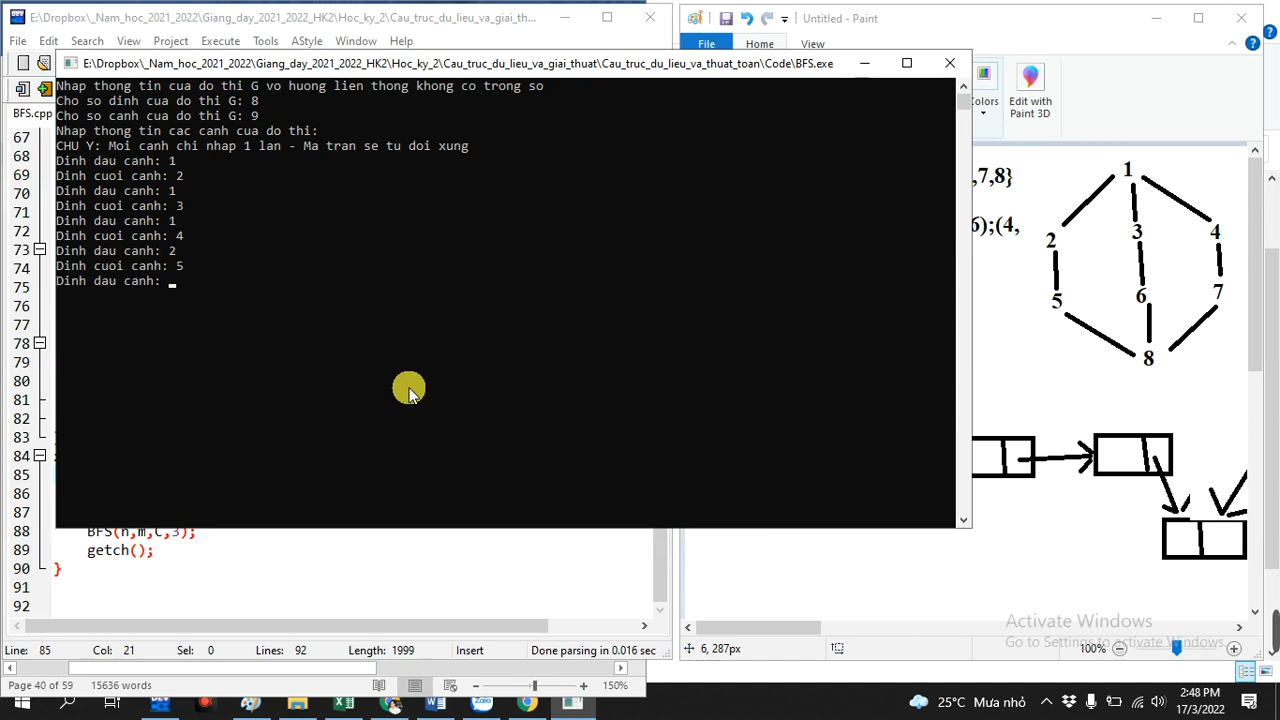 E:\Dropbox\_Nam_hoc_2021_2022\Giang_day_2021_2022_HK2\Hoc_ky_2\Cau_truc_du_lieu_va_giai_th...
File Edit Search View Project Execute Tools AStyle Window Help
BFS.cpp
E:\Dropbox\_Nam_hoc_2021_2022\Giang_day_2021_2022_HK2\Hoc_ky_2\Cau_truc_du_lieu_va_giai_thuat\Cau_truc_du_lieu_va_thuat_toan\Code\BFS.exe
Nhap thong tin cua do thi G vo huong lien thong khong co trong so
Cho so dinh cua do thi G: 8
Cho so canh cua do thi G: 9
Nhap thong tin cac canh cua do thi:
CHU Y: Moi canh chi nhap 1 lan - Ma tran se tu doi xung
Dinh dau canh: 1
Dinh cuoi canh: 2
Dinh dau canh: 1
Dinh cuoi canh: 3
Dinh dau canh: 1
Dinh cuoi canh: 4
Dinh dau canh: 2
Dinh cuoi canh: 5
Dinh dau canh:
67
68
69
70
71
72
73
74
75
76
77
78
79
80
81
82
83
84
85
86
87
88 BFS(n,m,C,3);
89 getch();
90 }
91
92
Line: 85 Col: 21 Sel: 0 Lines: 92 Length: 1999 Insert Done parsing in 0.016 sec
Page 40 of 59 15636 words 150%
Untitled - Paint
File Home View
Colors
Edit with
Paint 3D
,7,8}
6);(4,
1
2 3 4
5 6 7
8
Activate Windows
Go to Settings to activate Windows.
6, 287px 100%
25°C Mưa nhỏ
2:48 PM
17/3/2022